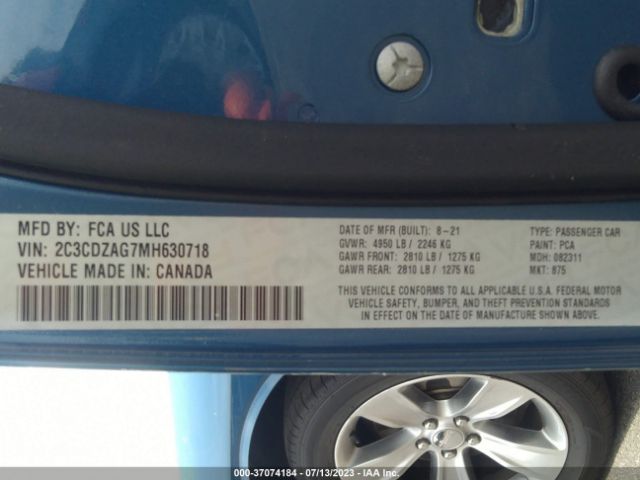 MFD BY: FCA US LLC
VIN: 2C3CDZAG7MH630718
VEHICLE MADE IN: CANADA
DATE OF MFR (BUILT): 8-21
GVWR: 4950 LB / 2246 KG
GAWR FRONT: 2810 LB / 1275 KG
GAWR REAR: 2810 LB / 1275 KG
TYPE: PASSENGER CAR
PAINT: PCA
MDH: 082311
MKT: 875
THIS VEHICLE CONFORMS TO ALL APPLICABLE U.S.A. FEDERAL MOTOR
VEHICLE SAFETY, BUMPER, AND THEFT PREVENTION STANDARDS
IN EFFECT ON THE DATE OF MANUFACTURE SHOWN ABOVE.
000-37074184 - 07/13/2023 - IAA Inc.